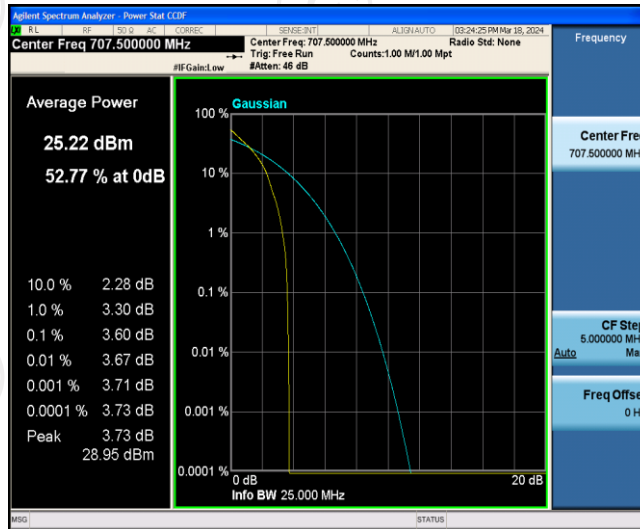 Agilent Spectrum Analyzer - Power Stat CCDF
RL RF 50 Ω AC CORREC SENSE:INT ALIGN AUTO 03:24:25 PM Mar 18, 2024
Center Freq 707.500000 MHz
Center Freq: 707.500000 MHz Radio Std: None
Trig: Free Run Counts:1.00 M/1.00 Mpt
#IFGain:Low #Atten: 46 dB
Frequency
Average Power
25.22 dBm
52.77 % at 0dB
10.0 % 2.28 dB
1.0 % 3.30 dB
0.1 % 3.60 dB
0.01 % 3.67 dB
0.001 % 3.71 dB
0.0001 % 3.73 dB
Peak 3.73 dB
28.95 dBm
Gaussian
100 %
10 %
1 %
0.1 %
0.01 %
0.001 %
0.0001 %
0 dB 20 dB
Info BW 25.000 MHz
Center Fre
707.500000 MH
CF Step
5.000000 MH
Auto Ma
Freq Offse
0 H
MSG STATUS